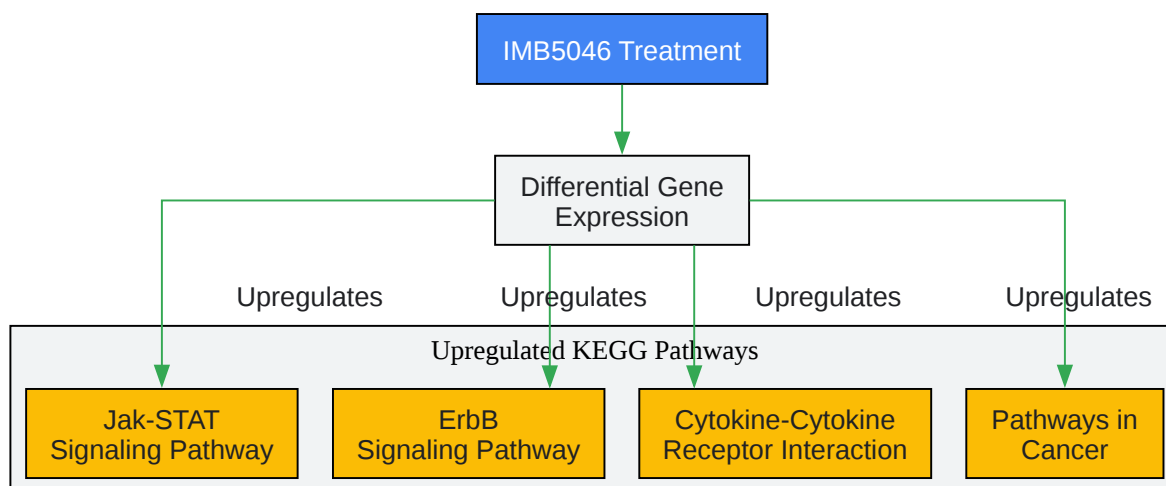 IMB5046 Treatment
Differential Gene
Expression
Upregulates
Upregulates
Upregulates
Upregulates
Upregulated KEGG Pathways
Jak-STAT
Signaling Pathway
ErbB
Signaling Pathway
Cytokine-Cytokine
Receptor Interaction
Pathways in
Cancer